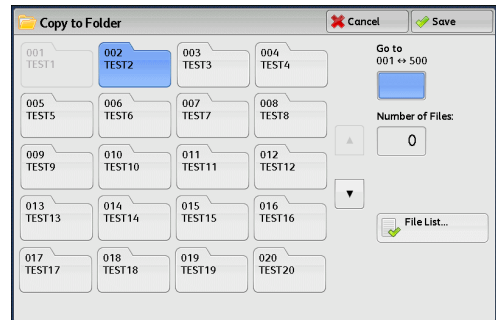 Copy to Folder
Cancel
Save
001
TEST1
002
TEST2
003
TEST3
004
TEST4
Go to
001 ↔ 500
005
TEST5
006
TEST6
007
TEST7
008
TEST8
Number of Files:
0
009
TEST9
010
TEST10
011
TEST11
012
TEST12
013
TEST13
014
TEST14
015
TEST15
016
TEST16
File List...
017
TEST17
018
TEST18
019
TEST19
020
TEST20